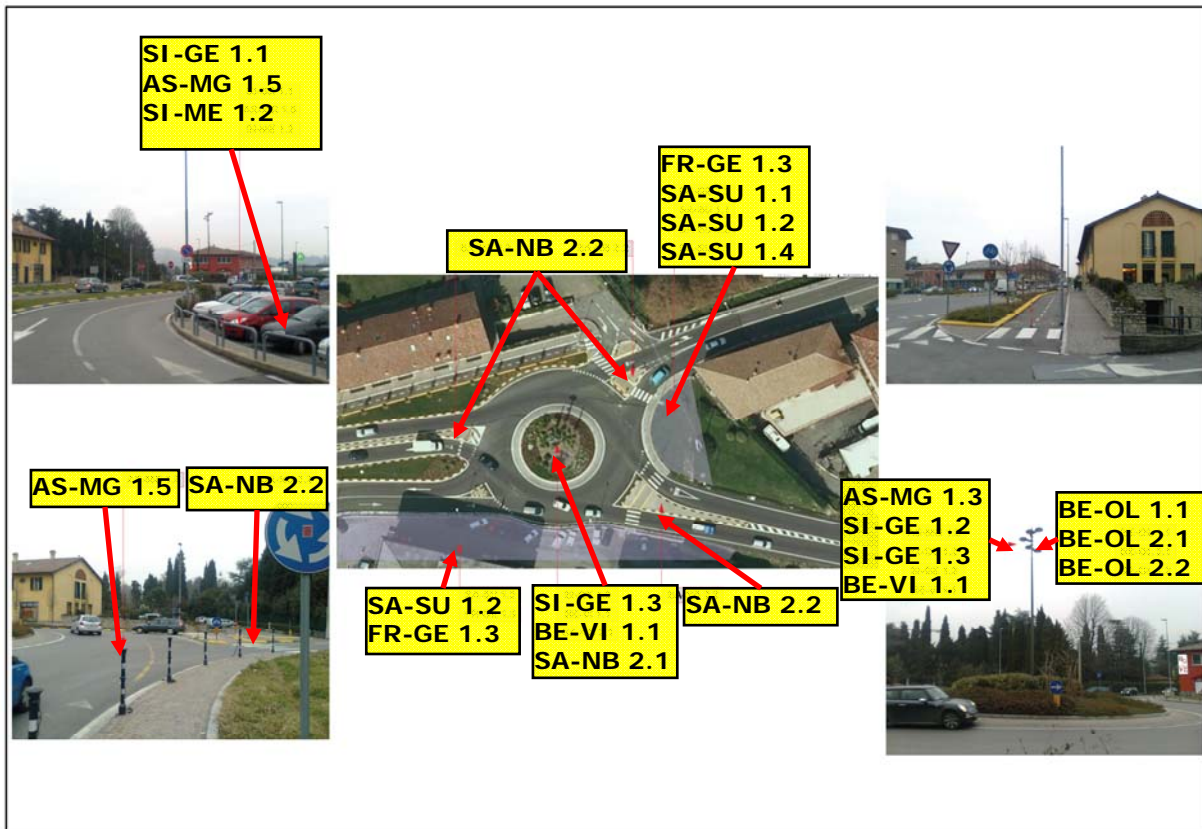 SI-GE 1.1
AS-MG 1.5
SI-ME 1.2
FR-GE 1.3
SA-SU 1.1
SA-SU 1.2
SA-SU 1.4
SA-NB 2.2
AS-MG 1.5
SA-NB 2.2
AS-MG 1.3
SI-GE 1.2
SI-GE 1.3
BE-VI 1.1
BE-OL 1.1
BE-OL 2.1
BE-OL 2.2
SA-SU 1.2
FR-GE 1.3
SI-GE 1.3
BE-VI 1.1
SA-NB 2.1
SA-NB 2.2